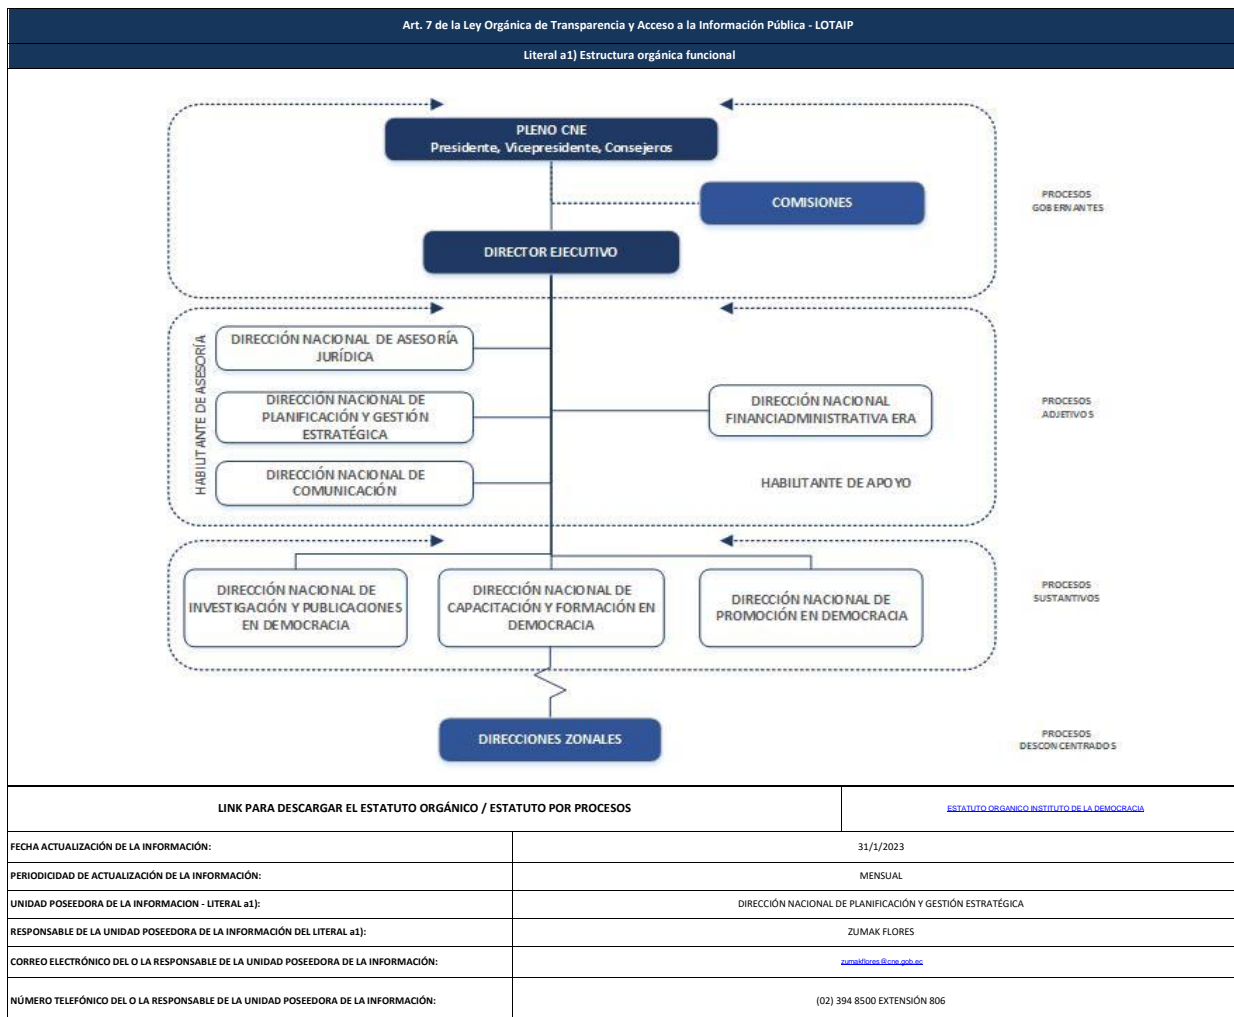 Art. 7 de la Ley Orgánica de Transparencia y Acceso a la Información Pública - LOTAIP
Literal a1) Estructura orgánica funcional
PLENO CNE
Presidente, Vicepresidente, Consejeros
COMISIONES
PROCESOS
GOBERNANTES
DIRECTOR EJECUTIVO
HABILITANTE DE ASESORÍA
DIRECCIÓN NACIONAL DE ASESORÍA
JURÍDICA
DIRECCIÓN NACIONAL DE
PLANIFICACIÓN Y GESTIÓN
ESTRATÉGICA
DIRECCIÓN NACIONAL DE
COMUNICACIÓN
DIRECCIÓN NACIONAL
FINANCIADMINISTRATIVA ERA
HABILITANTE DE APOYO
PROCESOS
ADJETIVOS
DIRECCIÓN NACIONAL DE
INVESTIGACIÓN Y PUBLICACIONES
EN DEMOCRACIA
DIRECCIÓN NACIONAL DE
CAPACITACIÓN Y FORMACIÓN EN
DEMOCRACIA
DIRECCIÓN NACIONAL DE
PROMOCIÓN EN DEMOCRACIA
PROCESOS
SUSTANTIVOS
DIRECCIONES ZONALES
PROCESOS
DESCONCENTRADOS
LINK PARA DESCARGAR EL ESTATUTO ORGÁNICO / ESTATUTO POR PROCESOS
ESTATUTO ORGANICO INSTITUTO DE LA DEMOCRACIA
FECHA ACTUALIZACIÓN DE LA INFORMACIÓN:
31/1/2023
PERIODICIDAD DE ACTUALIZACIÓN DE LA INFORMACIÓN:
MENSUAL
UNIDAD POSEEDORA DE LA INFORMACION - LITERAL a1):
DIRECCIÓN NACIONAL DE PLANIFICACIÓN Y GESTIÓN ESTRATÉGICA
RESPONSABLE DE LA UNIDAD POSEEDORA DE LA INFORMACIÓN DEL LITERAL a1):
ZUMAK FLORES
CORREO ELECTRÓNICO DEL O LA RESPONSABLE DE LA UNIDAD POSEEDORA DE LA INFORMACIÓN:
zumakflores@cne.gob.ec
NÚMERO TELEFÓNICO DEL O LA RESPONSABLE DE LA UNIDAD POSEEDORA DE LA INFORMACIÓN:
(02) 394 8500 EXTENSIÓN 806